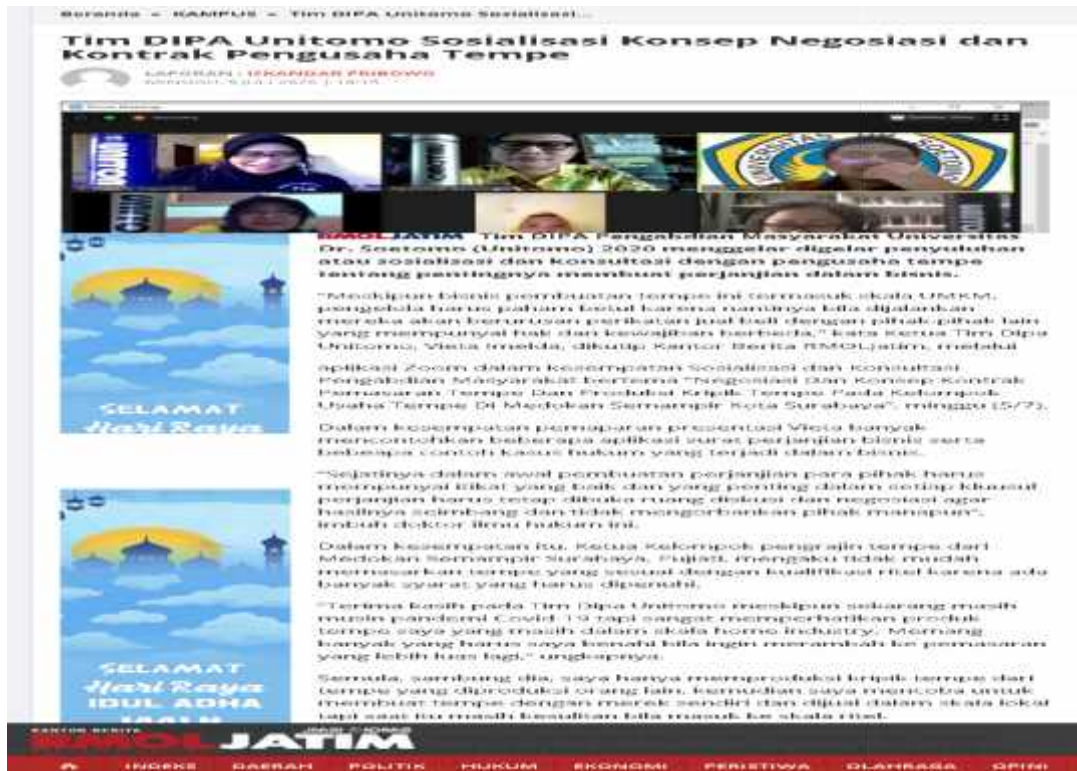 Beranda » KAMPUS » Tim DIPA Unitomo Sosialisasi...
Tim DIPA Unitomo Sosialisasi Konsep Negosiasi dan
Kontrak Pengusaha Tempe
LAPORAN : ISKANDAR PRIBOWO
RMOLJATIM Tim DIPA Pengabdian Masyarakat Universitas
Dr. Soetomo (Unitomo) 2020 menggelar digelar penyuluhan
atau sosialisasi dan konsultasi dengan pengusaha tempe
tentang pentingnya membuat perjanjian dalam bisnis.
"Meskipun bisnis pembuatan tempe ini termasuk skala UMKM,
pengelola harus paham betul karena nantinya bila dijalankan
mereka akan berurusan perikatan jual beli dengan pihak-pihak lain
yang mempunyai hak dan kewajiban berbeda," kata Ketua Tim Dipa
Unitomo, Vieta Imelda, dikutip Kantor Berita RMOLJatim, melalui
aplikasi Zoom dalam kesempatan Sosialisasi dan Konsultasi
Pengabdian Masyarakat bertema "Negosiasi Dan Konsep Kontrak
Pemasaran Tempe Dan Produksi Kripik Tempe Pada Kelompok
Usaha Tempe Di Medokan Semampir Kota Surabaya", minggu (5/7).
Dalam kesempatan pemaparan presentasi Vieta banyak
mencontohkan beberapa aplikasi surat perjanjian bisnis serta
bebeapa contoh kasus hukum yang terjadi dalam bisnis.
"Sejatinya dalam awal pembuatan perjanjian para pihak harus
mempunyai itikat yang baik dan yang penting dalam setiap klausul
perjanjian harus tetap dibuka ruang diskusi dan negosiasi agar
hasilnya seimbang dan tidak mengorbankan pihak manapun",
imbuh doktor ilmu hukum ini.
Dalam kesempatan itu, Ketua Kelompok pengrajin tempe dari
Medokan Semampir Surabaya, Pujiati, mengaku tidak mudah
memasarkan tempe yang sesuai dengan kualifikasi ritel karena ada
banyak syarat yang harus dipenuhi.
"Terima kasih pada Tim Dipa Unitomo meskipun sekarang masih
musin pandemi Covid 19 tapi sangat memperhatikan produk
tempe saya yang masih dalam skala home industry. Memang
banyak yang harus saya benahi bila ingin merambah ke pemasaran
yang lebih luas lagi," ungkapnya.
Semula, sambung dia, saya hanya memproduksi kripik tempe dari
tempe yang diproduksi orang lain, kemudian saya mencoba untuk
membuat tempe dengan merek sendiri dan dijual dalam skala lokal
tapi saat itu masih kesulitan bila masuk ke skala ritel.
SELAMAT
Hari Raya
SELAMAT
Hari Raya
IDUL ADHA
KANTOR BERITA
RMOLJATIM
INDEKS DAERAH POLITIK HUKUM EKONOMI PERISTIWA OLAHRAGA OPINI